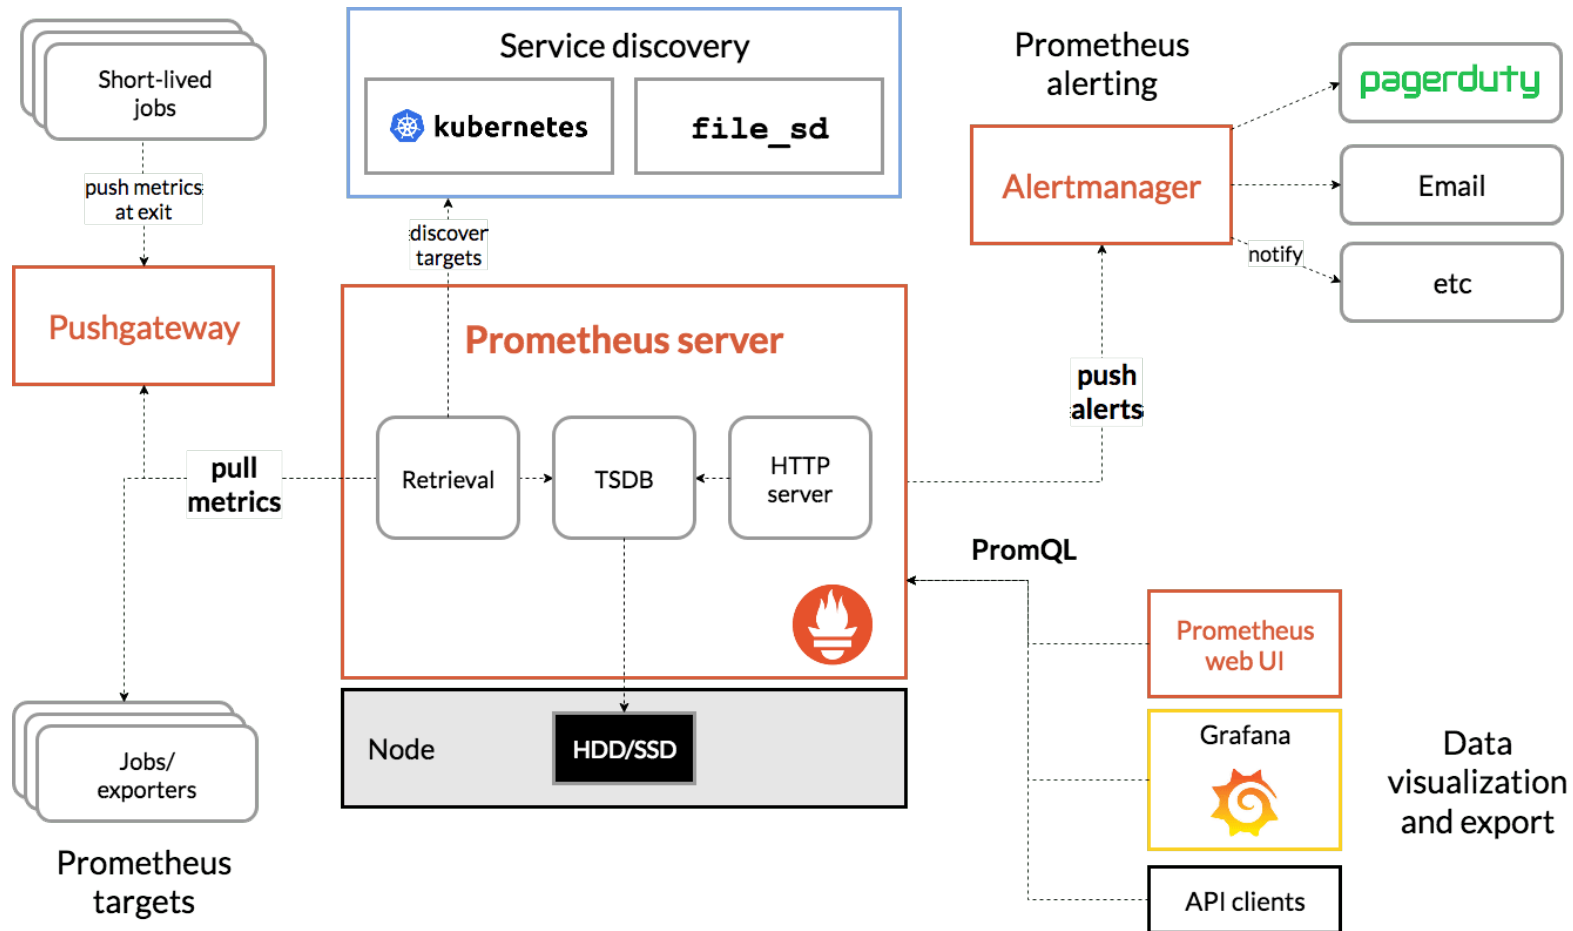 Short-lived
jobs
push metrics
at exit
Pushgateway
pull
metrics
Jobs/
exporters
Prometheus
targets
Service discovery
kubernetes
file_sd
discover
targets
Prometheus server
Retrieval
TSDB
HTTP
server
Node
HDD/SSD
Prometheus
alerting
Alertmanager
pagerduty
Email
notify
etc
push
alerts
PromQL
Prometheus
web UI
Grafana
API clients
Data
visualization
and export